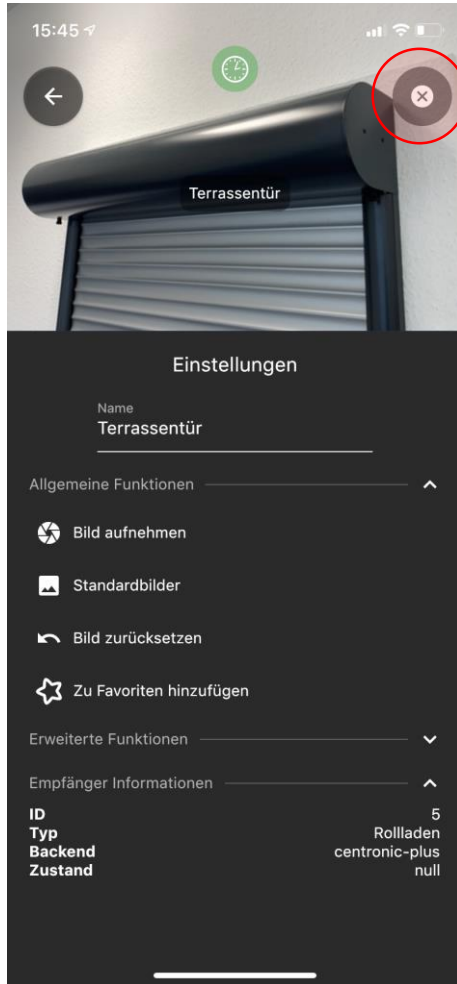 15:45
Terrassentür
Einstellungen
Name
Terrassentür
Allgemeine Funktionen
Bild aufnehmen
Standardbilder
Bild zurücksetzen
Zu Favoriten hinzufügen
Erweiterte Funktionen
Empfänger Informationen
ID 5
Typ Rollladen
Backend centronic-plus
Zustand null